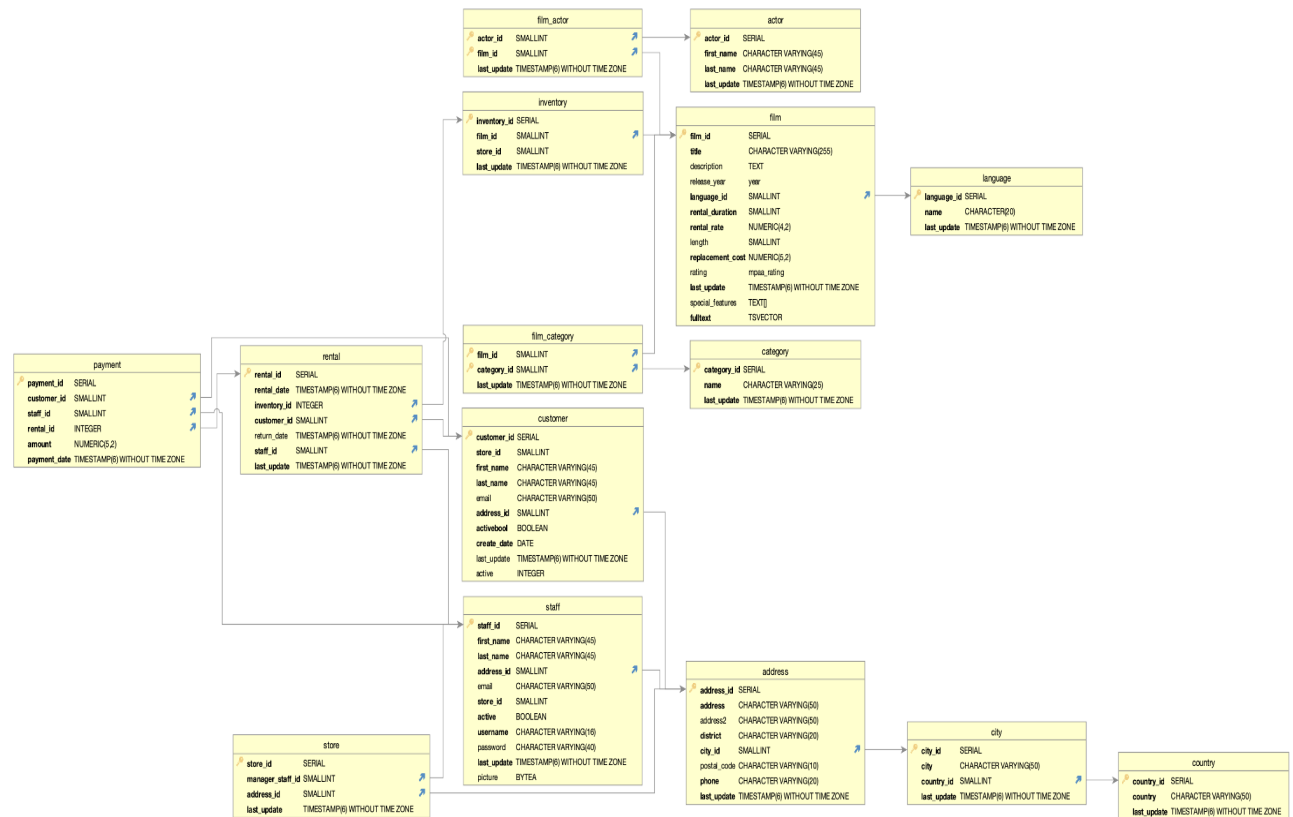 film_actor
actor_id SMALLINT
film_id SMALLINT
last_update TIMESTAMP(6) WITHOUT TIME ZONE
actor
actor_id SERIAL
first_name CHARACTER VARYING(45)
last_name CHARACTER VARYING(45)
last_update TIMESTAMP(6) WITHOUT TIME ZONE
inventory
inventory_id SERIAL
film_id SMALLINT
store_id SMALLINT
last_update TIMESTAMP(6) WITHOUT TIME ZONE
film
film_id SERIAL
title CHARACTER VARYING(255)
description TEXT
release_year year
language_id SMALLINT
rental_duration SMALLINT
rental_rate NUMERIC(4,2)
length SMALLINT
replacement_cost NUMERIC(5,2)
rating mpaa_rating
last_update TIMESTAMP(6) WITHOUT TIME ZONE
special_features TEXT[]
fulltext TSVECTOR
language
language_id SERIAL
name CHARACTER(20)
last_update TIMESTAMP(6) WITHOUT TIME ZONE
film_category
film_id SMALLINT
category_id SMALLINT
last_update TIMESTAMP(6) WITHOUT TIME ZONE
category
category_id SERIAL
name CHARACTER VARYING(25)
last_update TIMESTAMP(6) WITHOUT TIME ZONE
payment
payment_id SERIAL
customer_id SMALLINT
staff_id SMALLINT
rental_id INTEGER
amount NUMERIC(5,2)
payment_date TIMESTAMP(6) WITHOUT TIME ZONE
rental
rental_id SERIAL
rental_date TIMESTAMP(6) WITHOUT TIME ZONE
inventory_id INTEGER
customer_id SMALLINT
return_date TIMESTAMP(6) WITHOUT TIME ZONE
staff_id SMALLINT
last_update TIMESTAMP(6) WITHOUT TIME ZONE
customer
customer_id SERIAL
store_id SMALLINT
first_name CHARACTER VARYING(45)
last_name CHARACTER VARYING(45)
email CHARACTER VARYING(50)
address_id SMALLINT
activebool BOOLEAN
create_date DATE
last_update TIMESTAMP(6) WITHOUT TIME ZONE
active INTEGER
staff
staff_id SERIAL
first_name CHARACTER VARYING(45)
last_name CHARACTER VARYING(45)
address_id SMALLINT
email CHARACTER VARYING(50)
store_id SMALLINT
active BOOLEAN
username CHARACTER VARYING(16)
password CHARACTER VARYING(40)
last_update TIMESTAMP(6) WITHOUT TIME ZONE
picture BYTEA
store
store_id SERIAL
manager_staff_id SMALLINT
address_id SMALLINT
last_update TIMESTAMP(6) WITHOUT TIME ZONE
address
address_id SERIAL
address CHARACTER VARYING(50)
address2 CHARACTER VARYING(50)
district CHARACTER VARYING(20)
city_id SMALLINT
postal_code CHARACTER VARYING(10)
phone CHARACTER VARYING(20)
last_update TIMESTAMP(6) WITHOUT TIME ZONE
city
city_id SERIAL
city CHARACTER VARYING(50)
country_id SMALLINT
last_update TIMESTAMP(6) WITHOUT TIME ZONE
country
country_id SERIAL
country CHARACTER VARYING(50)
last_update TIMESTAMP(6) WITHOUT TIME ZONE